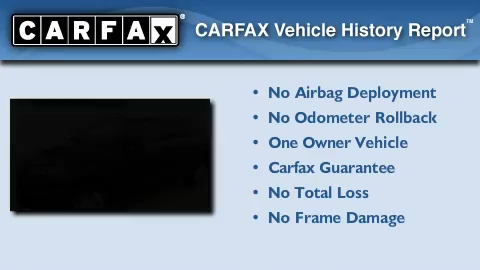 CARFAX® CARFAX Vehicle History Report™
• No Airbag Deployment
• No Odometer Rollback
• One Owner Vehicle
• Carfax Guarantee
• No Total Loss
• No Frame Damage